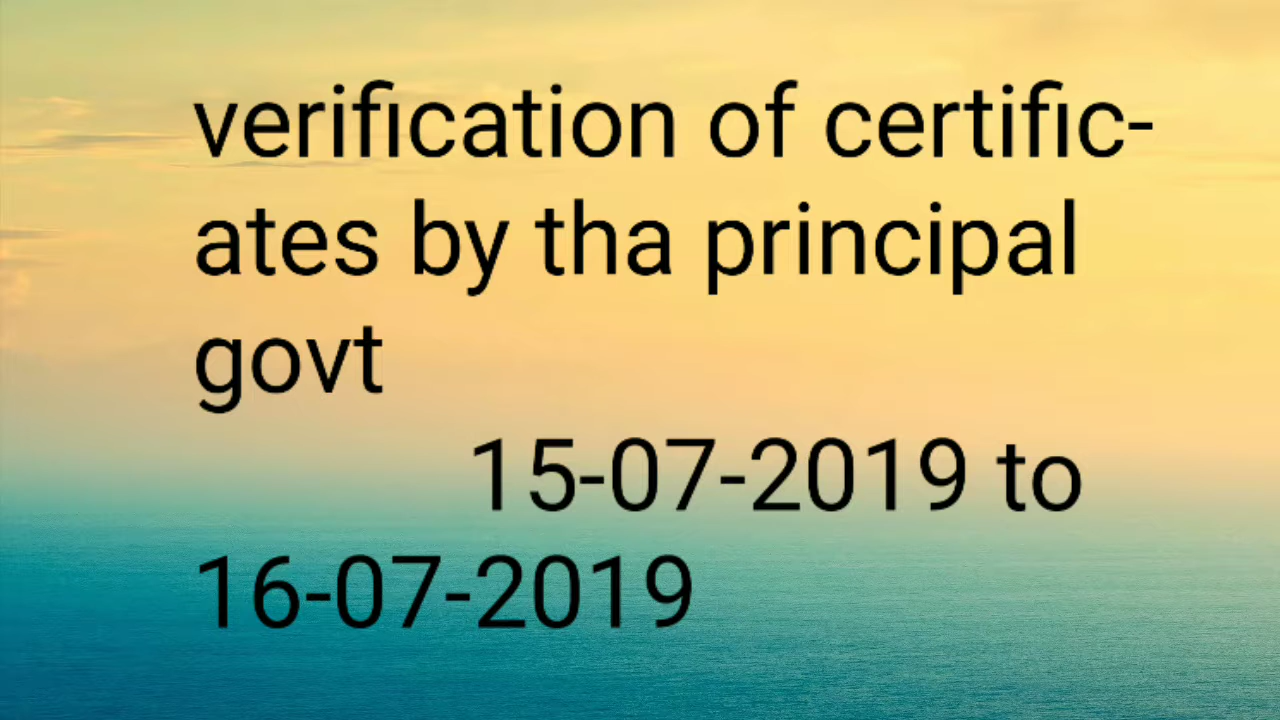 verification of certific-
ates by tha principal
govt
15-07-2019 to
16-07-2019